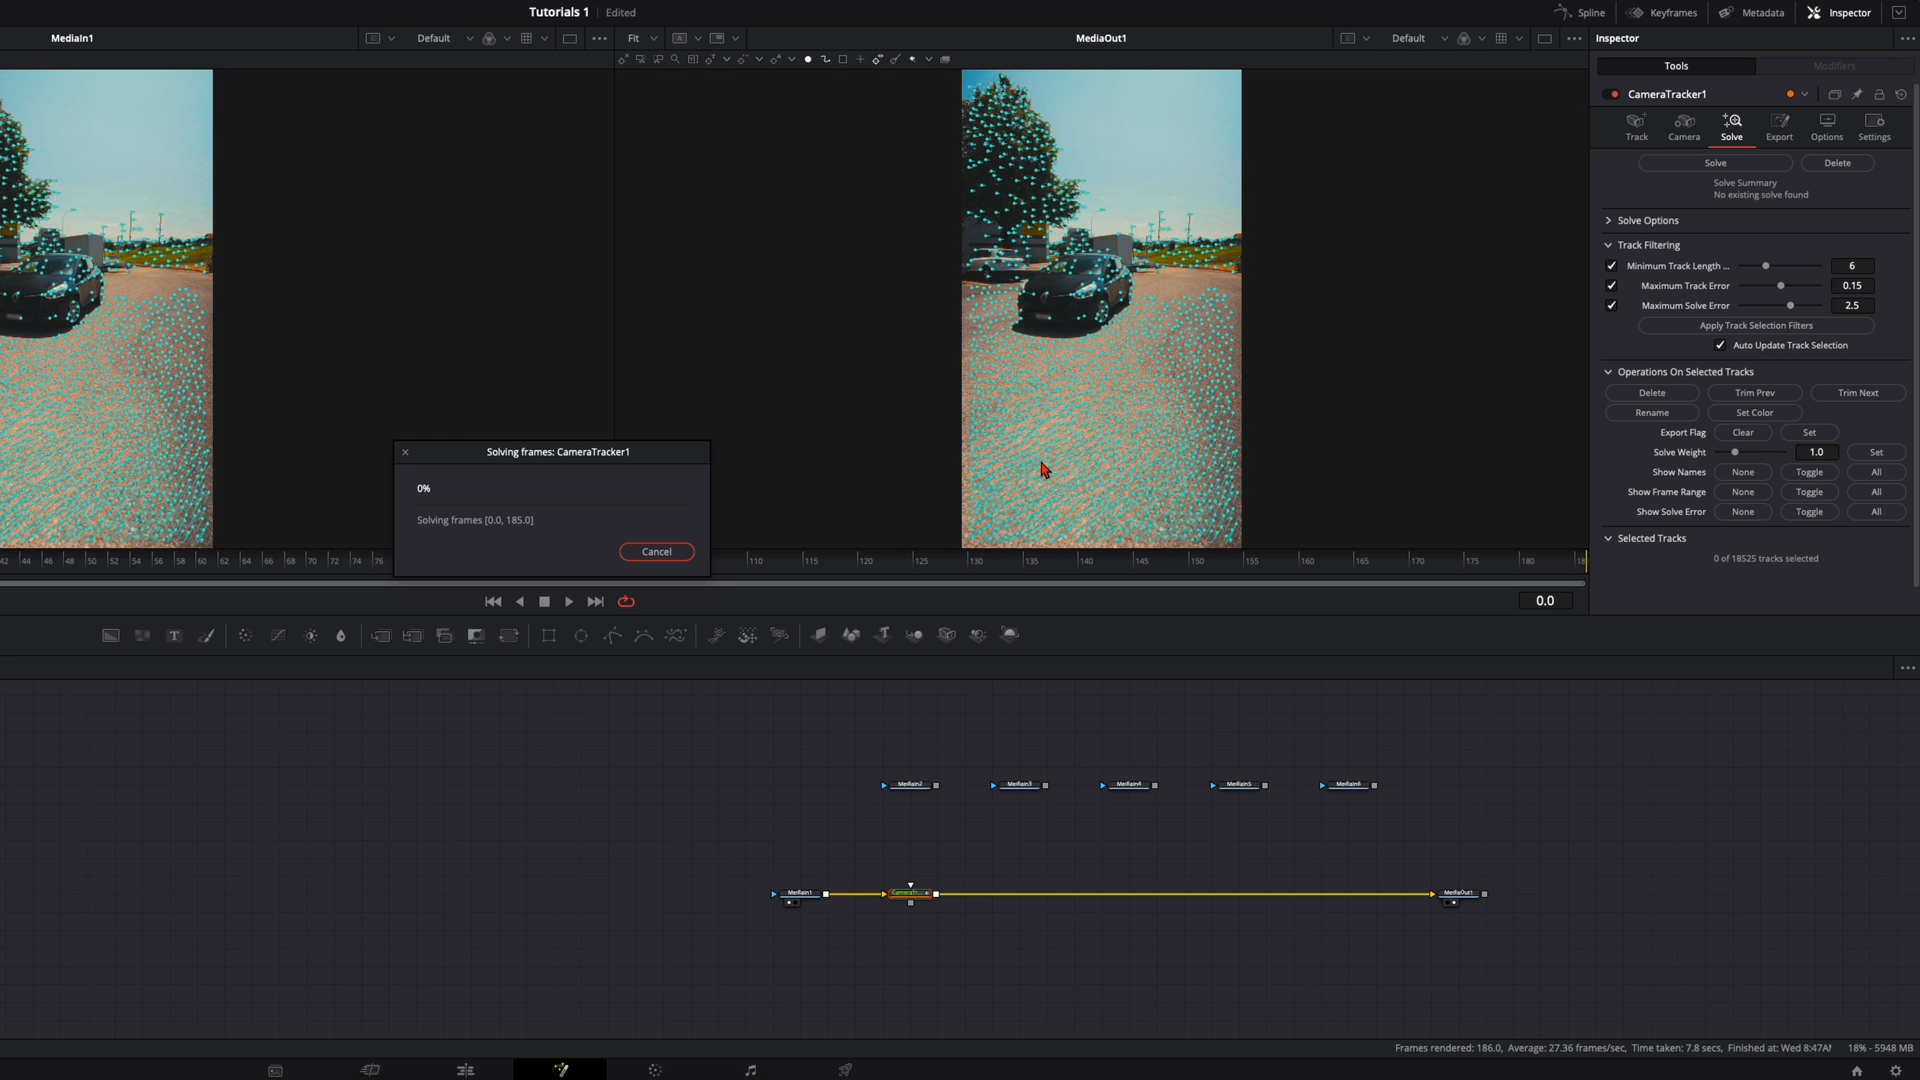 Tutorials 1
Edited
Spline
Keyframes
Metadata
Inspector
MediaIn1
Default
Fit
MediaOut1
Default
Inspector
Tools
Modifiers
CameraTracker1
Track
Camera
Solve
Export
Options
Settings
Solve
Delete
Solve Summary
No existing solve found
Solve Options
Track Filtering
Minimum Track Length ...
6
Maximum Track Error
0.15
Maximum Solve Error
2.5
Apply Track Selection Filters
Auto Update Track Selection
Operations On Selected Tracks
Delete
Trim Prev
Trim Next
Rename
Set Color
Export Flag
Clear
Set
Solve Weight
1.0
Set
Show Names
None
Toggle
All
Show Frame Range
None
Toggle
All
Show Solve Error
None
Toggle
All
Selected Tracks
0 of 18525 tracks selected
Solving frames: CameraTracker1
0%
Solving frames [0.0, 185.0]
Cancel
42 44 46 48 50 52 54 56 58 60 62 64 66 68 70 72 74 76
110 115 120 125 130 135 140 145 150 155 160 165 170 175 180 18
0.0
MediaIn2
MediaIn3
MediaIn4
MediaIn5
MediaIn6
MediaIn1
CameraTr...
MediaOut1
Frames rendered: 186.0, Average: 27.36 frames/sec, Time taken: 7.8 secs, Finished at: Wed 8:47A
18% - 5948 MB